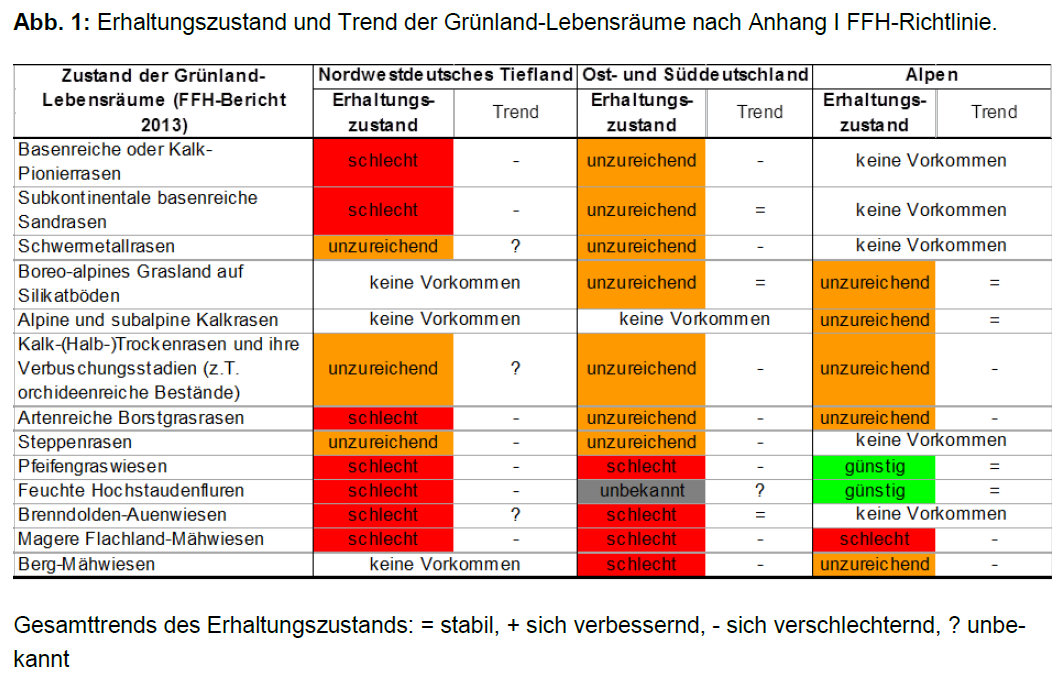 Abb. 1: Erhaltungszustand und Trend der Grünland-Lebensräume nach Anhang I FFH-Richtlinie.
Zustand der Grünland-Lebensräume (FFH-Bericht 2013) Nordwestdeutsches Tiefland Ost- und Süddeutschland Alpen
Erhaltungs-zustand Trend Erhaltungs-zustand Trend Erhaltungs-zustand Trend
Basenreiche oder Kalk-
Pionierrasen schlecht - unzureichend - keine Vorkommen
Subkontinentale basenreiche
Sandrasen schlecht - unzureichend = keine Vorkommen
Schwermetallrasen unzureichend ? unzureichend - keine Vorkommen
Boreo-alpines Grasland auf
Silikatböden keine Vorkommen unzureichend = unzureichend =
Alpine und subalpine Kalkrasen keine Vorkommen keine Vorkommen unzureichend =
Kalk-(Halb-)Trockenrasen und ihre
Verbuschungsstadien (z.T. unzureichend ? unzureichend - unzureichend -
orchideenreiche Bestände)
Artenreiche Borstgrasrasen schlecht - unzureichend - unzureichend -
Steppenrasen unzureichend - unzureichend - keine Vorkommen
Pfeifengraswiesen schlecht - schlecht - günstig =
Feuchte Hochstaudenfluren schlecht - unbekannt ? günstig =
Brenndolden-Auenwiesen schlecht ? schlecht = keine Vorkommen
Magere Flachland-Mähwiesen schlecht - schlecht - schlecht -
Berg-Mähwiesen keine Vorkommen schlecht - unzureichend -
Gesamttrends des Erhaltungszustands: = stabil, + sich verbessernd, - sich verschlechternd, ? unbe-
kannt